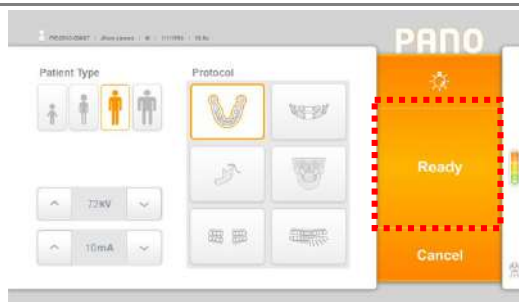 PANO
Patient Type
Protocol
Ready
72KV
10mA
Cancel